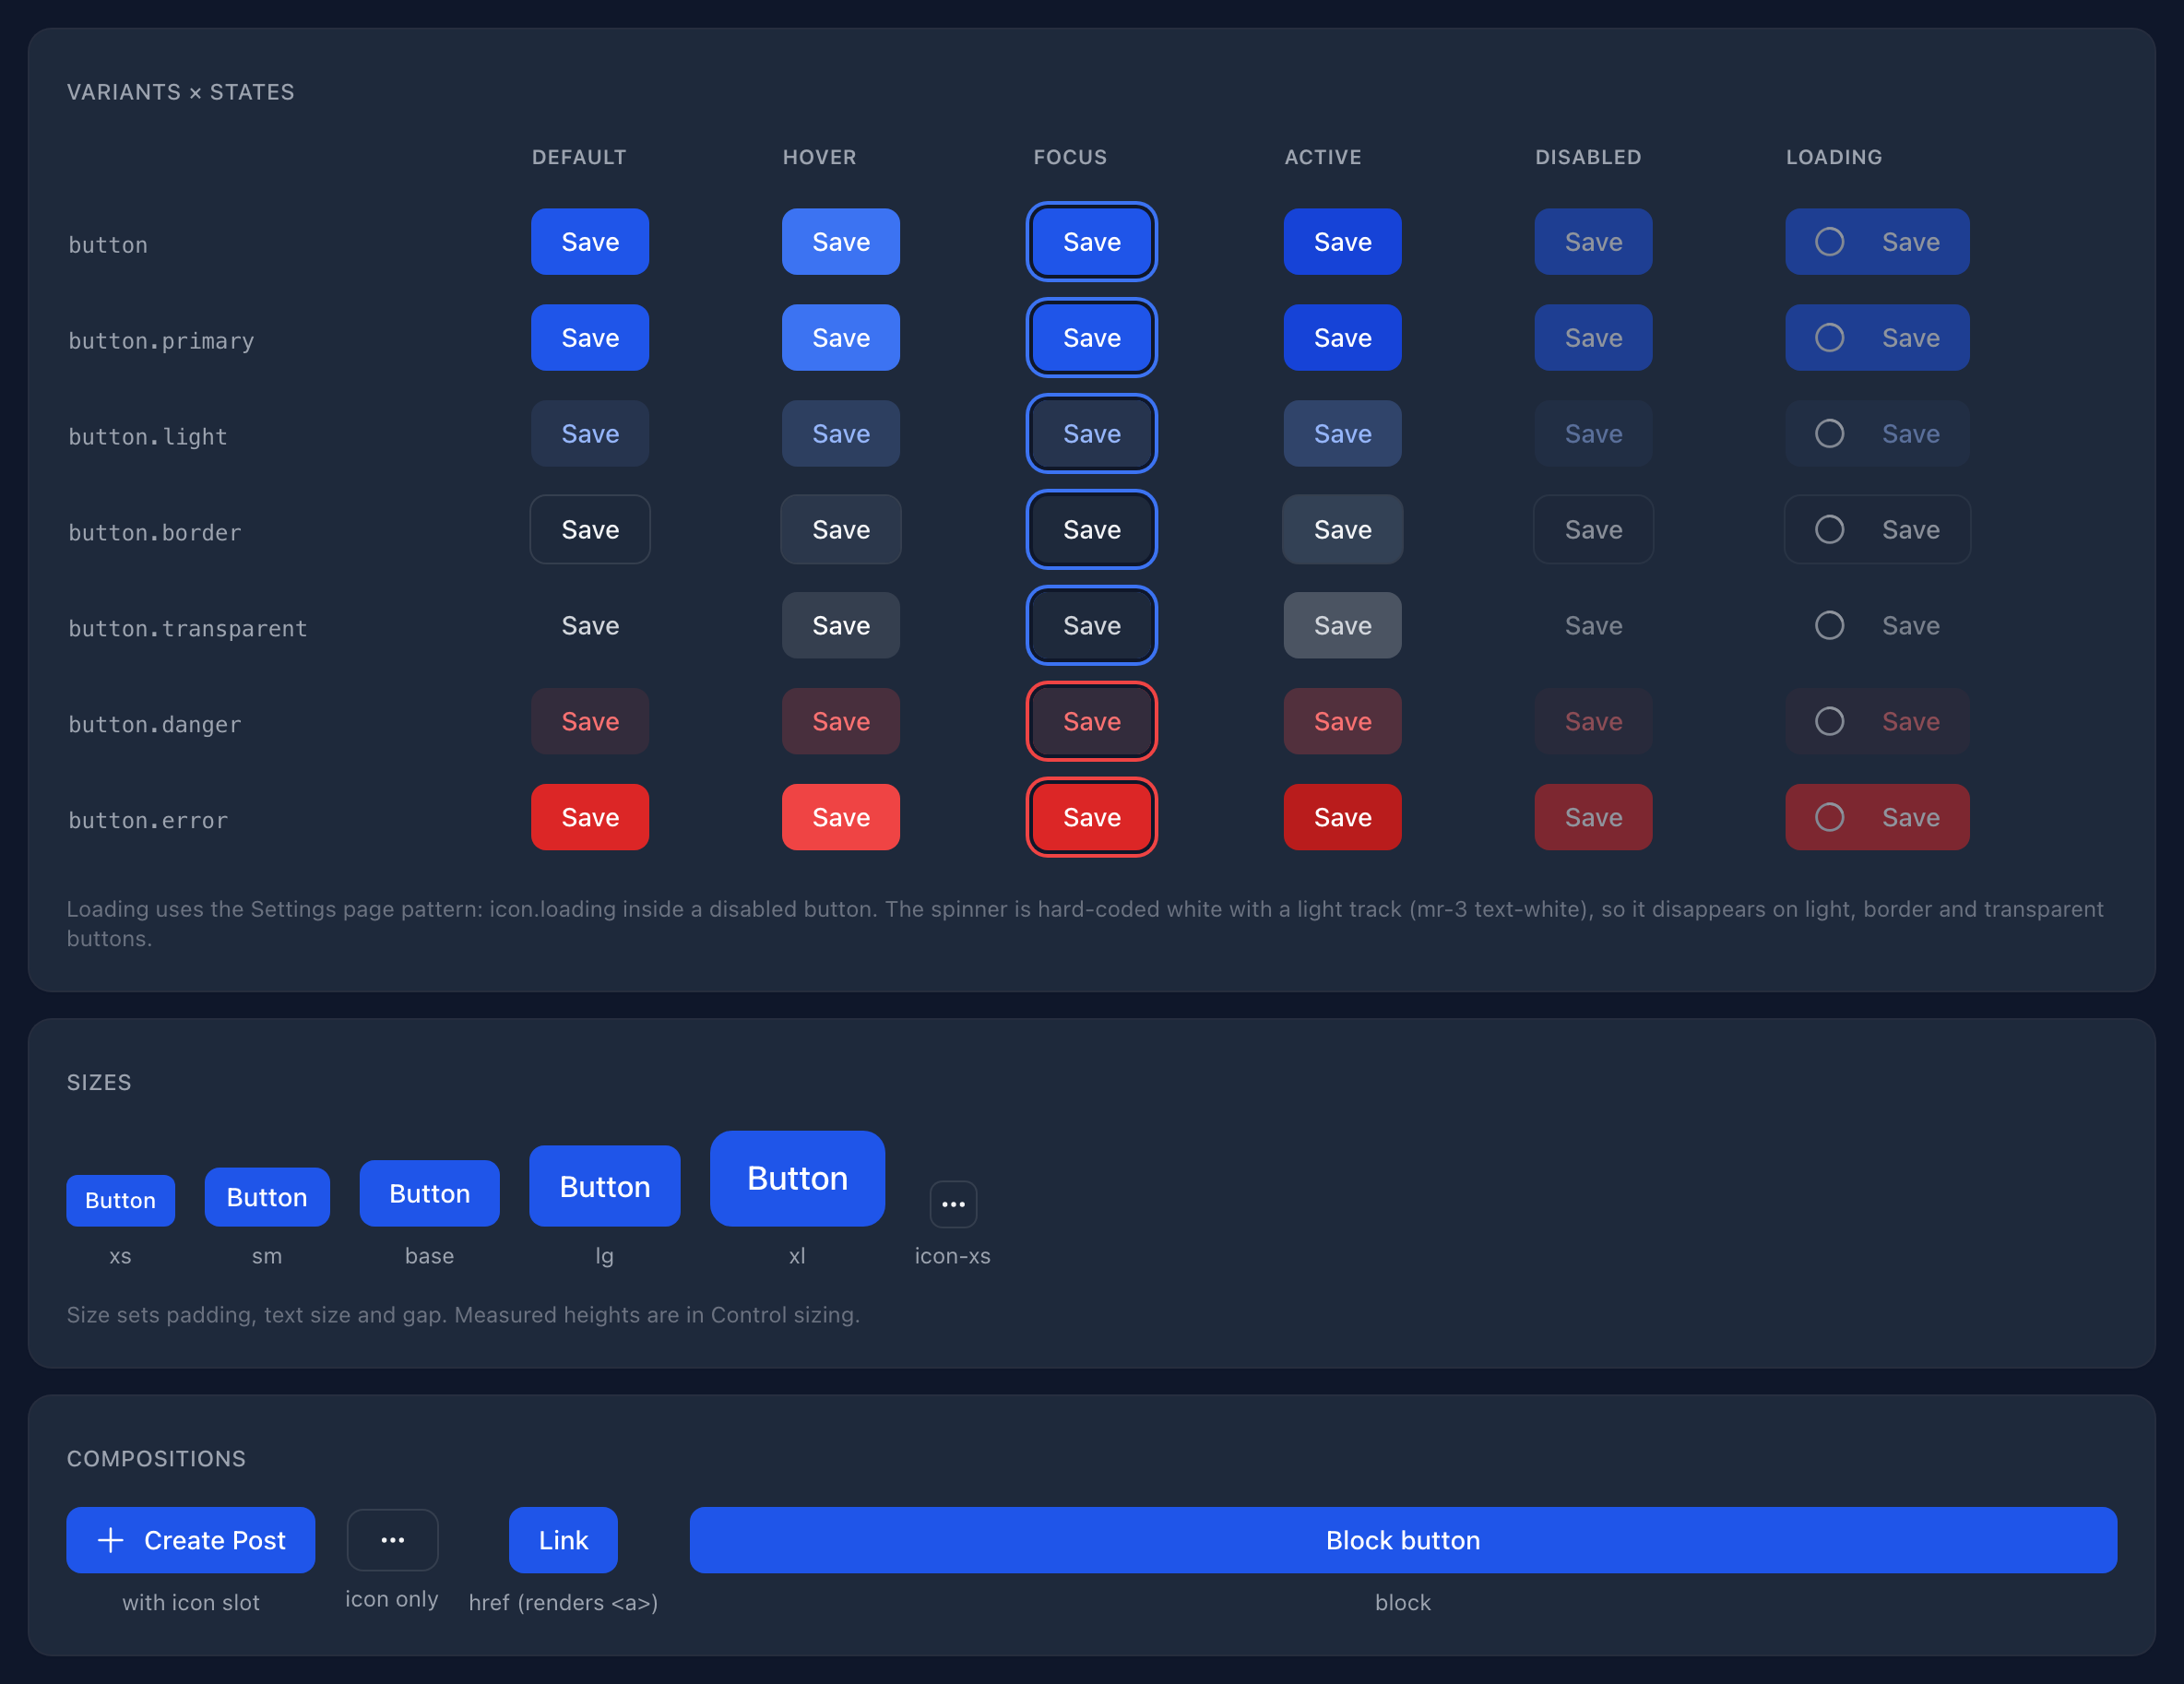 VARIANTS × STATES
DEFAULT HOVER FOCUS ACTIVE DISABLED LOADING
button Save Save Save Save Save Save
button.primary Save Save Save Save Save Save
button.light Save Save Save Save Save Save
button.border Save Save Save Save Save Save
button.transparent Save Save Save Save Save Save
button.danger Save Save Save Save Save Save
button.error Save Save Save Save Save Save
Loading uses the Settings page pattern: icon.loading inside a disabled button. The spinner is hard-coded white with a light track (mr-3 text-white), so it disappears on light, border and transparent
buttons.
SIZES
Button Button Button Button Button
xs sm base lg xl icon-xs
Size sets padding, text size and gap. Measured heights are in Control sizing.
COMPOSITIONS
Create Post Link Block button
with icon slot icon only href (renders <a>) block